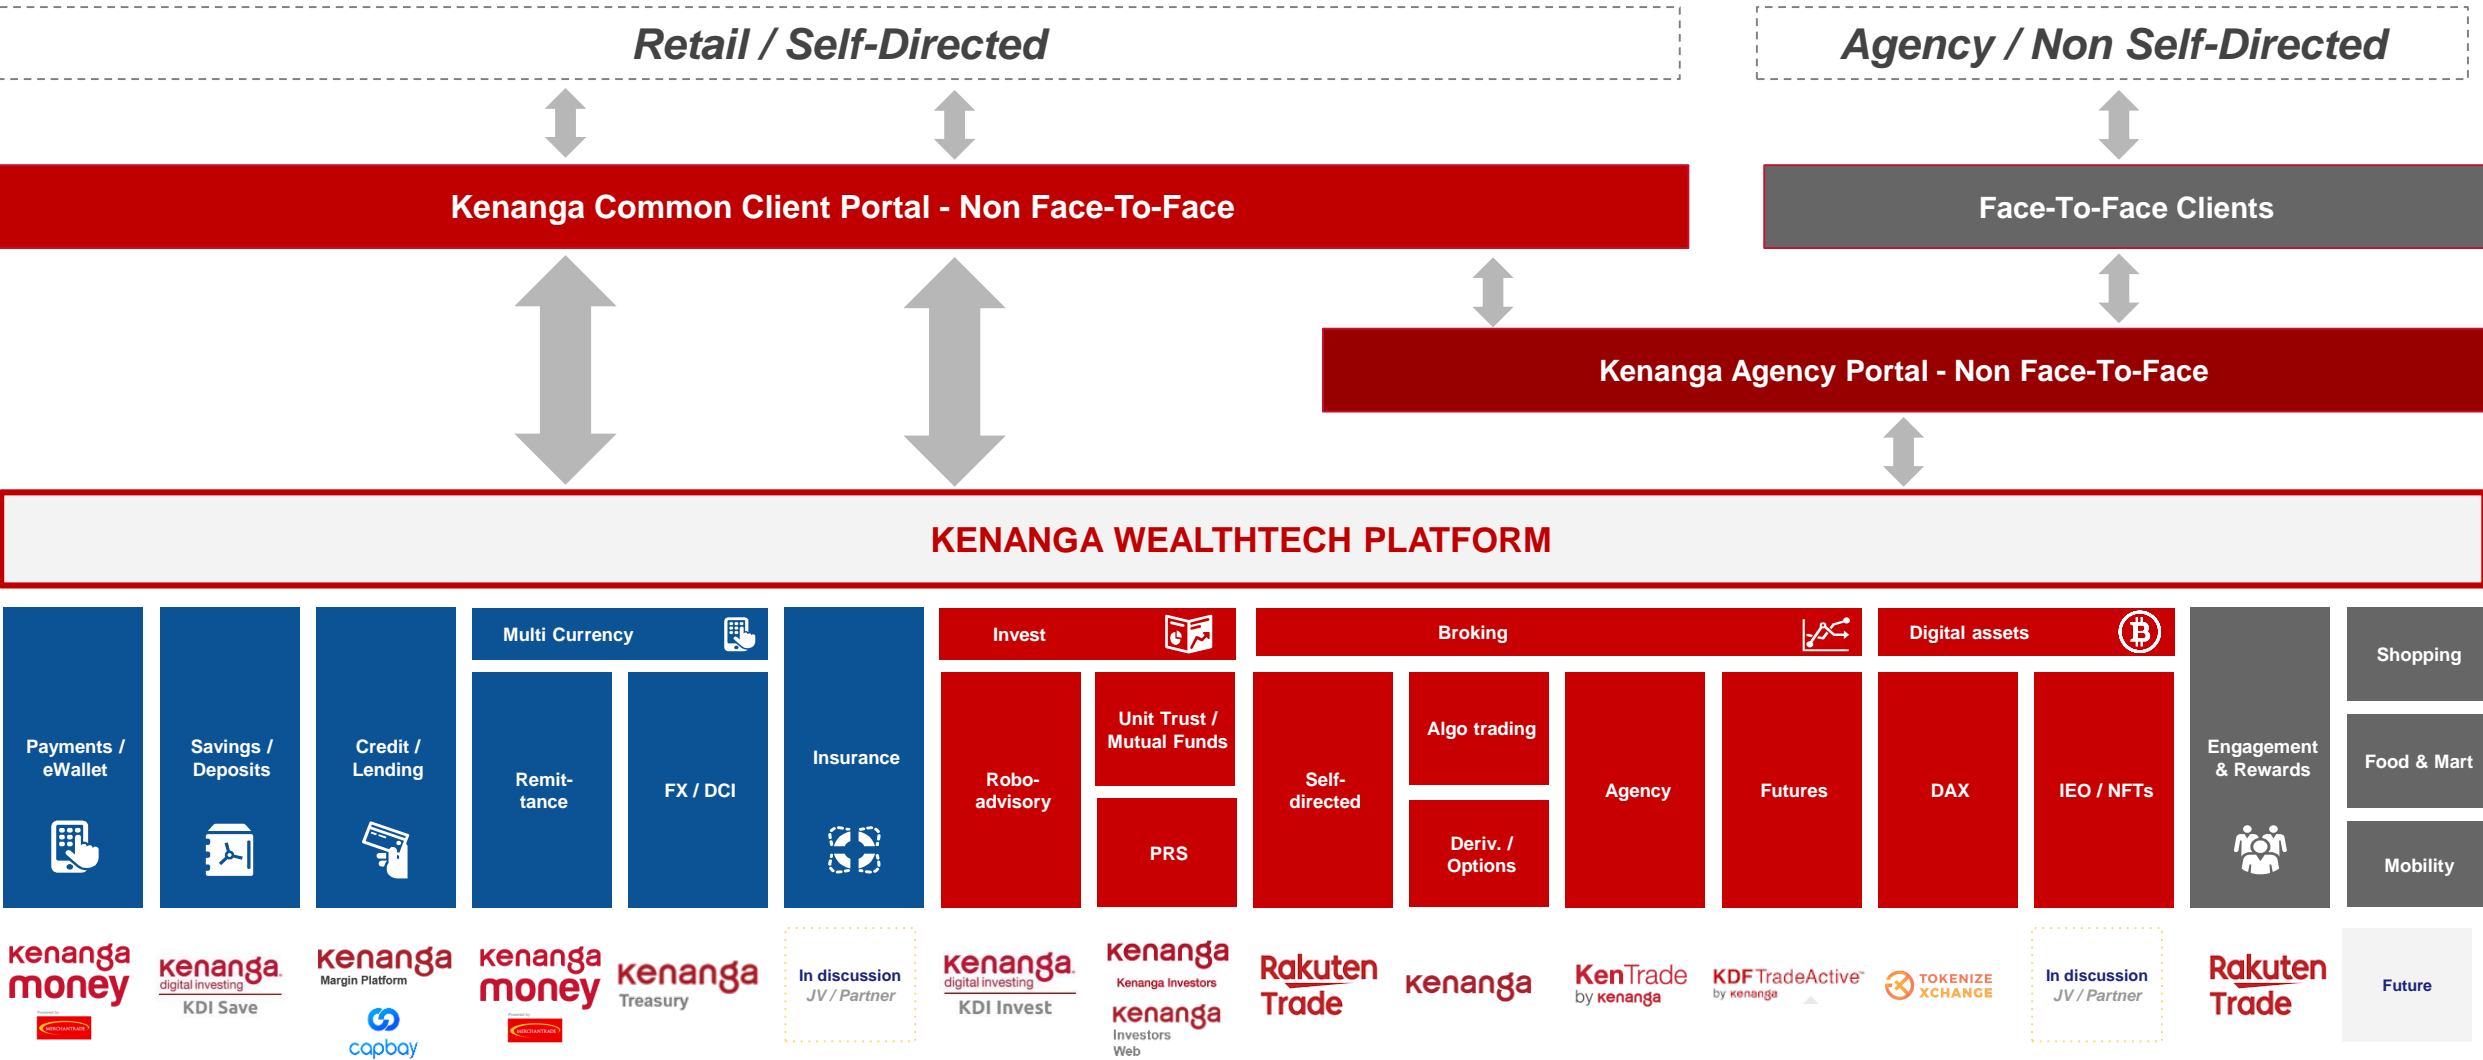 Retail / Self-Directed
Agency / Non Self-Directed
Kenanga Common Client Portal - Non Face-To-Face
Face-To-Face Clients
Kenanga Agency Portal - Non Face-To-Face
KENANGA WEALTHTECH PLATFORM
Multi Currency
Invest
Broking
Digital assets
Payments /
eWallet
Savings /
Deposits
Credit /
Lending
Remit-
tance
FX / DCI
Insurance
Robo-
advisory
Unit Trust /
Mutual Funds
PRS
Self-
directed
Algo trading
Deriv. /
Options
Agency
Futures
DAX
IEO / NFTs
Engagement
& Rewards
Shopping
Food & Mart
Mobility
kenanga
money
Powered by
MERCHANTRADE
kenanga
digital investing
KDI Save
kenanga
Margin Platform
capbay
kenanga
money
Powered by
MERCHANTRADE
kenanga
Treasury
In discussion
JV / Partner
kenanga
digital investing
KDI Invest
kenanga
Kenanga Investors
kenanga
Investors
Web
Rakuten
Trade
kenanga
KenTrade
by kenanga
KDF TradeActive
by kenanga
TOKENIZE
XCHANGE
In discussion
JV / Partner
Rakuten
Trade
Future